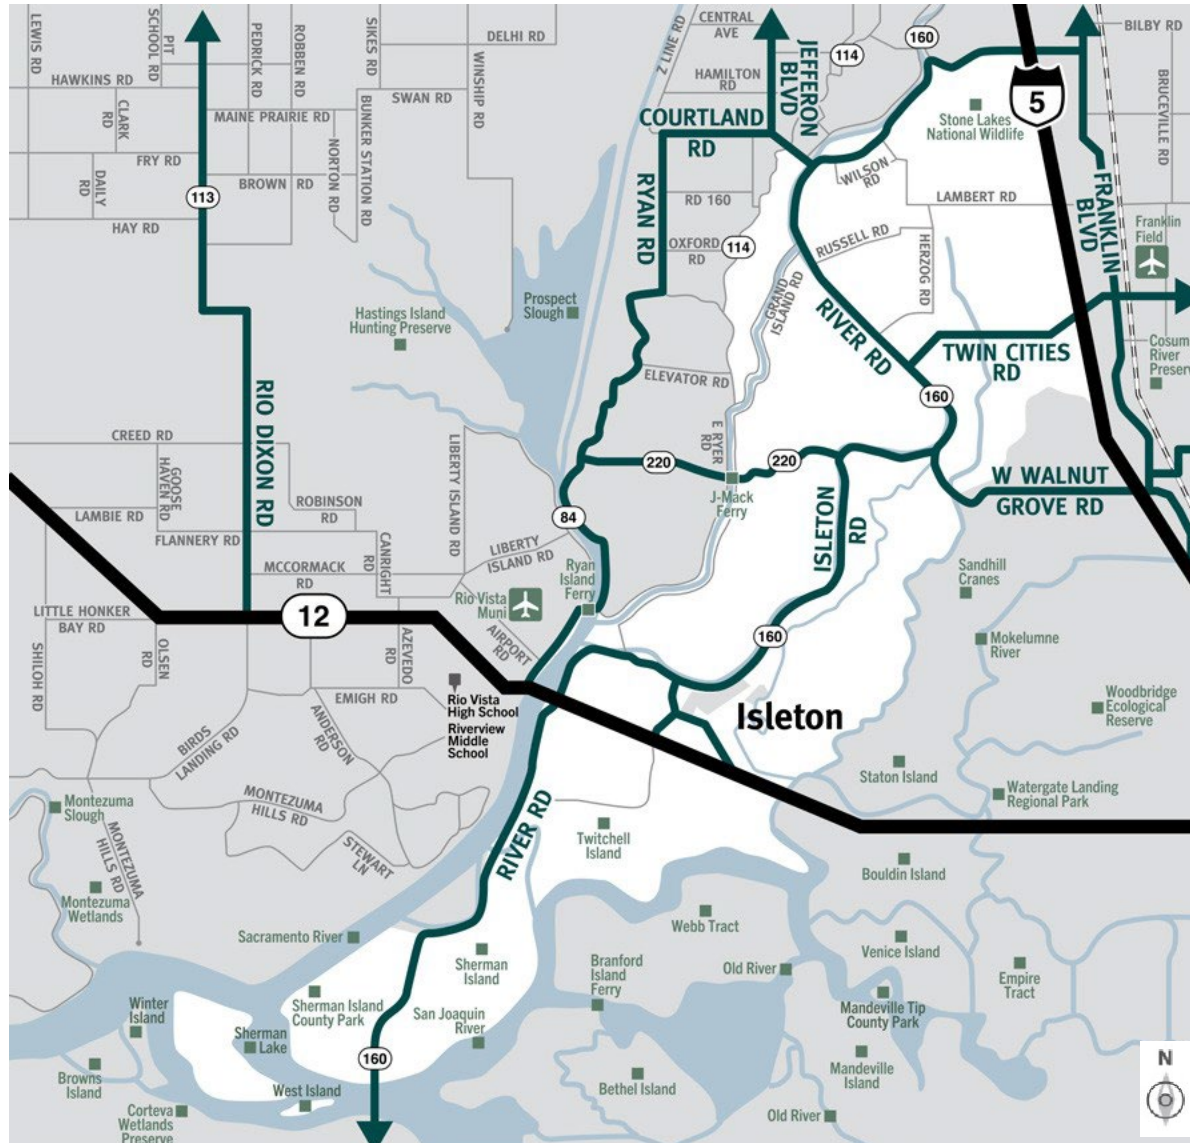 LEWIS RD
PIT
SCHOOL RD
PEDRICK RD
ROBBEN RD
SIKES RD
DELHI RD
WINSHIP RD
Z LINE RD
CENTRAL
AVE
114
JEFFERON
BLVD
160
BILBY RD
HAWKINS RD
CLARK
RD
MAINE PRAIRIE RD
SWAN RD
BUNKER STATION RD
HAMILTON
RD
5
BRUCEVILLE RD
COURTLAND
RD
Stone Lakes
National Wildlife
FRY RD
NORTON RD
DAILY
RD
BROWN RD
113
HAY RD
RYAN RD
RD 160
WILSON
RD
LAMBERT RD
FRANKLIN
BLVD
Franklin
Field
OXFORD
RD
114
RUSSELL RD
HERZOG RD
GRAND
ISLAND RD
Prospect
Slough
Hastings Island
Hunting Preserve
RIVER RD
TWIN CITIES
RD
Cosum
River
Preserv
ELEVATOR RD
160
RIO DIXON RD
CREED RD
GOOSE
HAVEN RD
LIBERTY ISLAND RD
E RYER
RD
220
220
J-Mack
Ferry
W WALNUT
GROVE RD
ROBINSON
RD
LAMBIE RD
FLANNERY RD
84
ISLETON
RD
CANRIGHT
RD
LIBERTY
ISLAND RD
MCCORMACK
RD
Ryan
Island
Ferry
Sandhill
Cranes
Rio Vista
Muni
LITTLE HONKER
BAY RD
12
AIRPORT
RD
160
Mokelumne
River
SHILOH RD
OLSEN
RD
AZEVEDO
RD
EMIGH RD
Rio Vista
High School
Riverview
Middle
School
Isleton
Woodbridge
Ecological
Reserve
BIRDS
LANDING RD
ANDERSON
RD
Staton Island
Watergate Landing
Regional Park
Montezuma
Slough
MONTEZUMA
HILLS RD
MONTEZUMA
HILLS RD
STEWART
LN
RIVER RD
Twitchell
Island
Bouldin Island
Montezuma
Wetlands
Webb Tract
Sacramento River
Sherman
Island
Branford
Island
Ferry
Old River
Venice Island
Empire
Tract
Winter
Island
Sherman Island
County Park
San Joaquin
River
Mandeville Tip
County Park
Sherman
Lake
160
Browns
Island
West Island
Bethel Island
Mandeville
Island
Corteva
Wetlands
Preserve
Old River
N